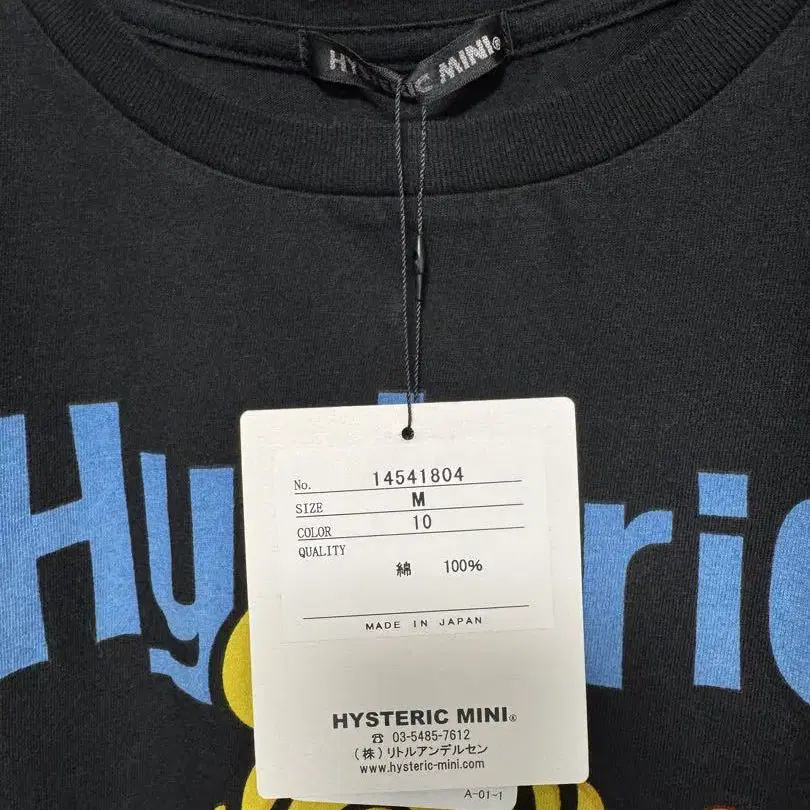 HYSTERIC MINI®
No. 14541804
SIZE M
COLOR 10
QUALITY
綿 100%
MADE IN JAPAN
HYSTERIC MINI®
☎ 03-5485-7612
(株)リトルアンデルセン
www.hysteric-mini.com
A-01-1